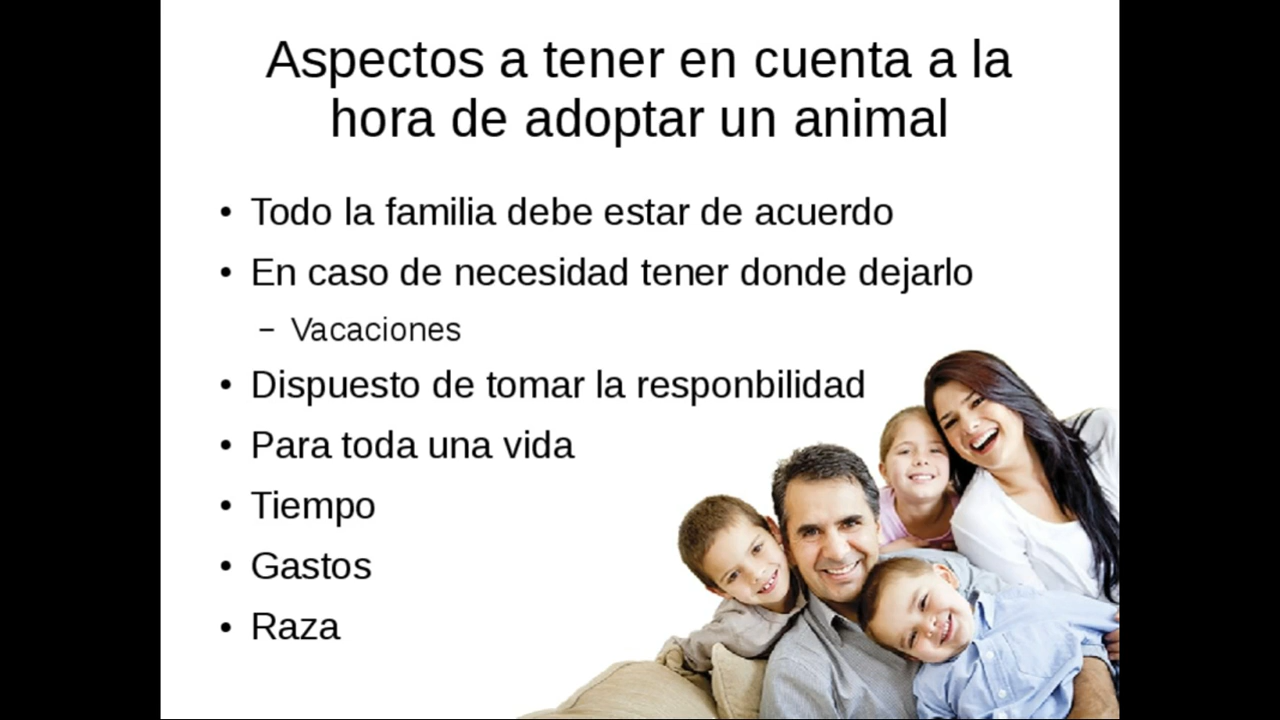 Aspectos a tener en cuenta a la
hora de adoptar un animal
• Todo la familia debe estar de acuerdo
• En caso de necesidad tener donde dejarlo
– Vacaciones
• Dispuesto de tomar la responbilidad
• Para toda una vida
• Tiempo
• Gastos
• Raza